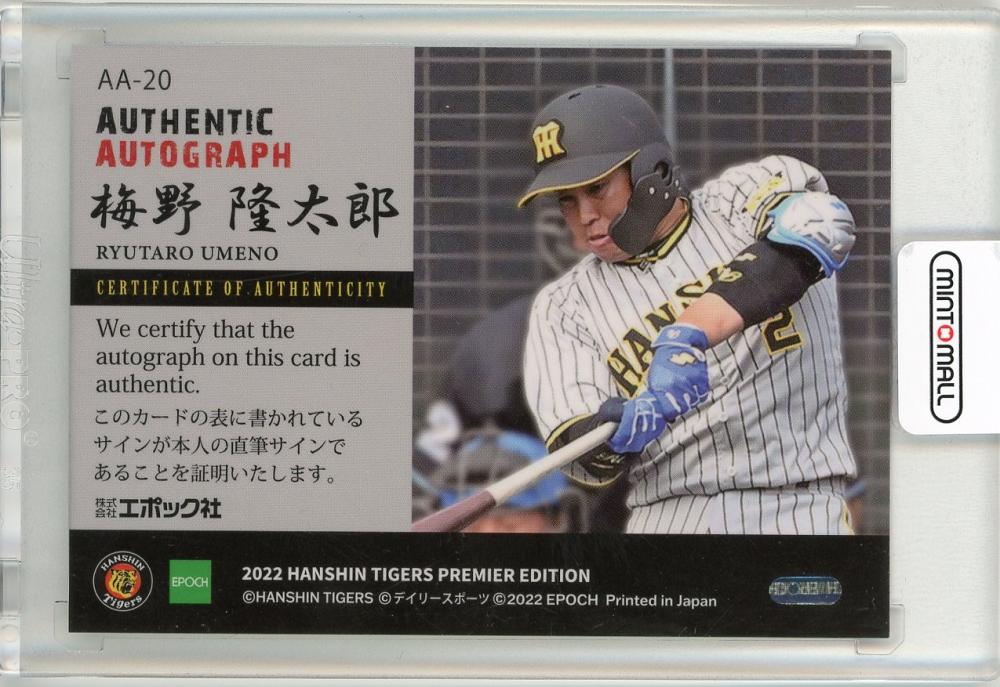 AA-20
AUTHENTIC
AUTOGRAPH
梅野 隆太郎
RYUTARO UMENO
CERTIFICATE OF AUTHENTICITY
We certify that the
autograph on this card is
authentic.
このカードの表に書かれている
サインが本人の直筆サインで
あることを証明いたします。
株式会社エポック社
HANSHIN
Tigers
EPOCH
2022 HANSHIN TIGERS PREMIER EDITION
©HANSHIN TIGERS ©デイリースポーツ ©2022 EPOCH Printed in Japan
HANSHIN
2
MINTOMALL
Ultra PRO